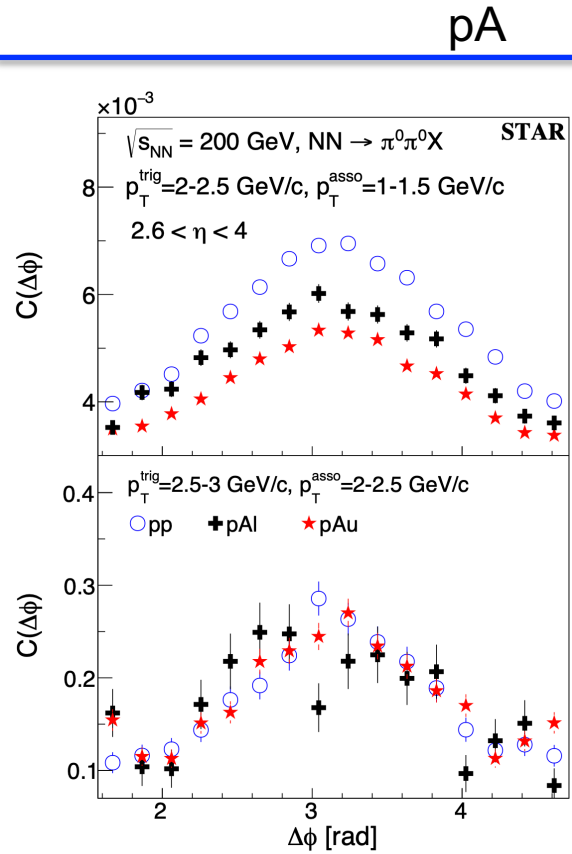 pA
×10⁻³
√s_NN = 200 GeV, NN → π⁰π⁰X
STAR
p_T^trig=2-2.5 GeV/c, p_T^asso=1-1.5 GeV/c
2.6 < η < 4
8
6
4
C(Δϕ)
p_T^trig=2.5-3 GeV/c, p_T^asso=2-2.5 GeV/c
pp pAl pAu
0.4
0.3
0.2
0.1
C(Δϕ)
2 3 4
Δϕ [rad]